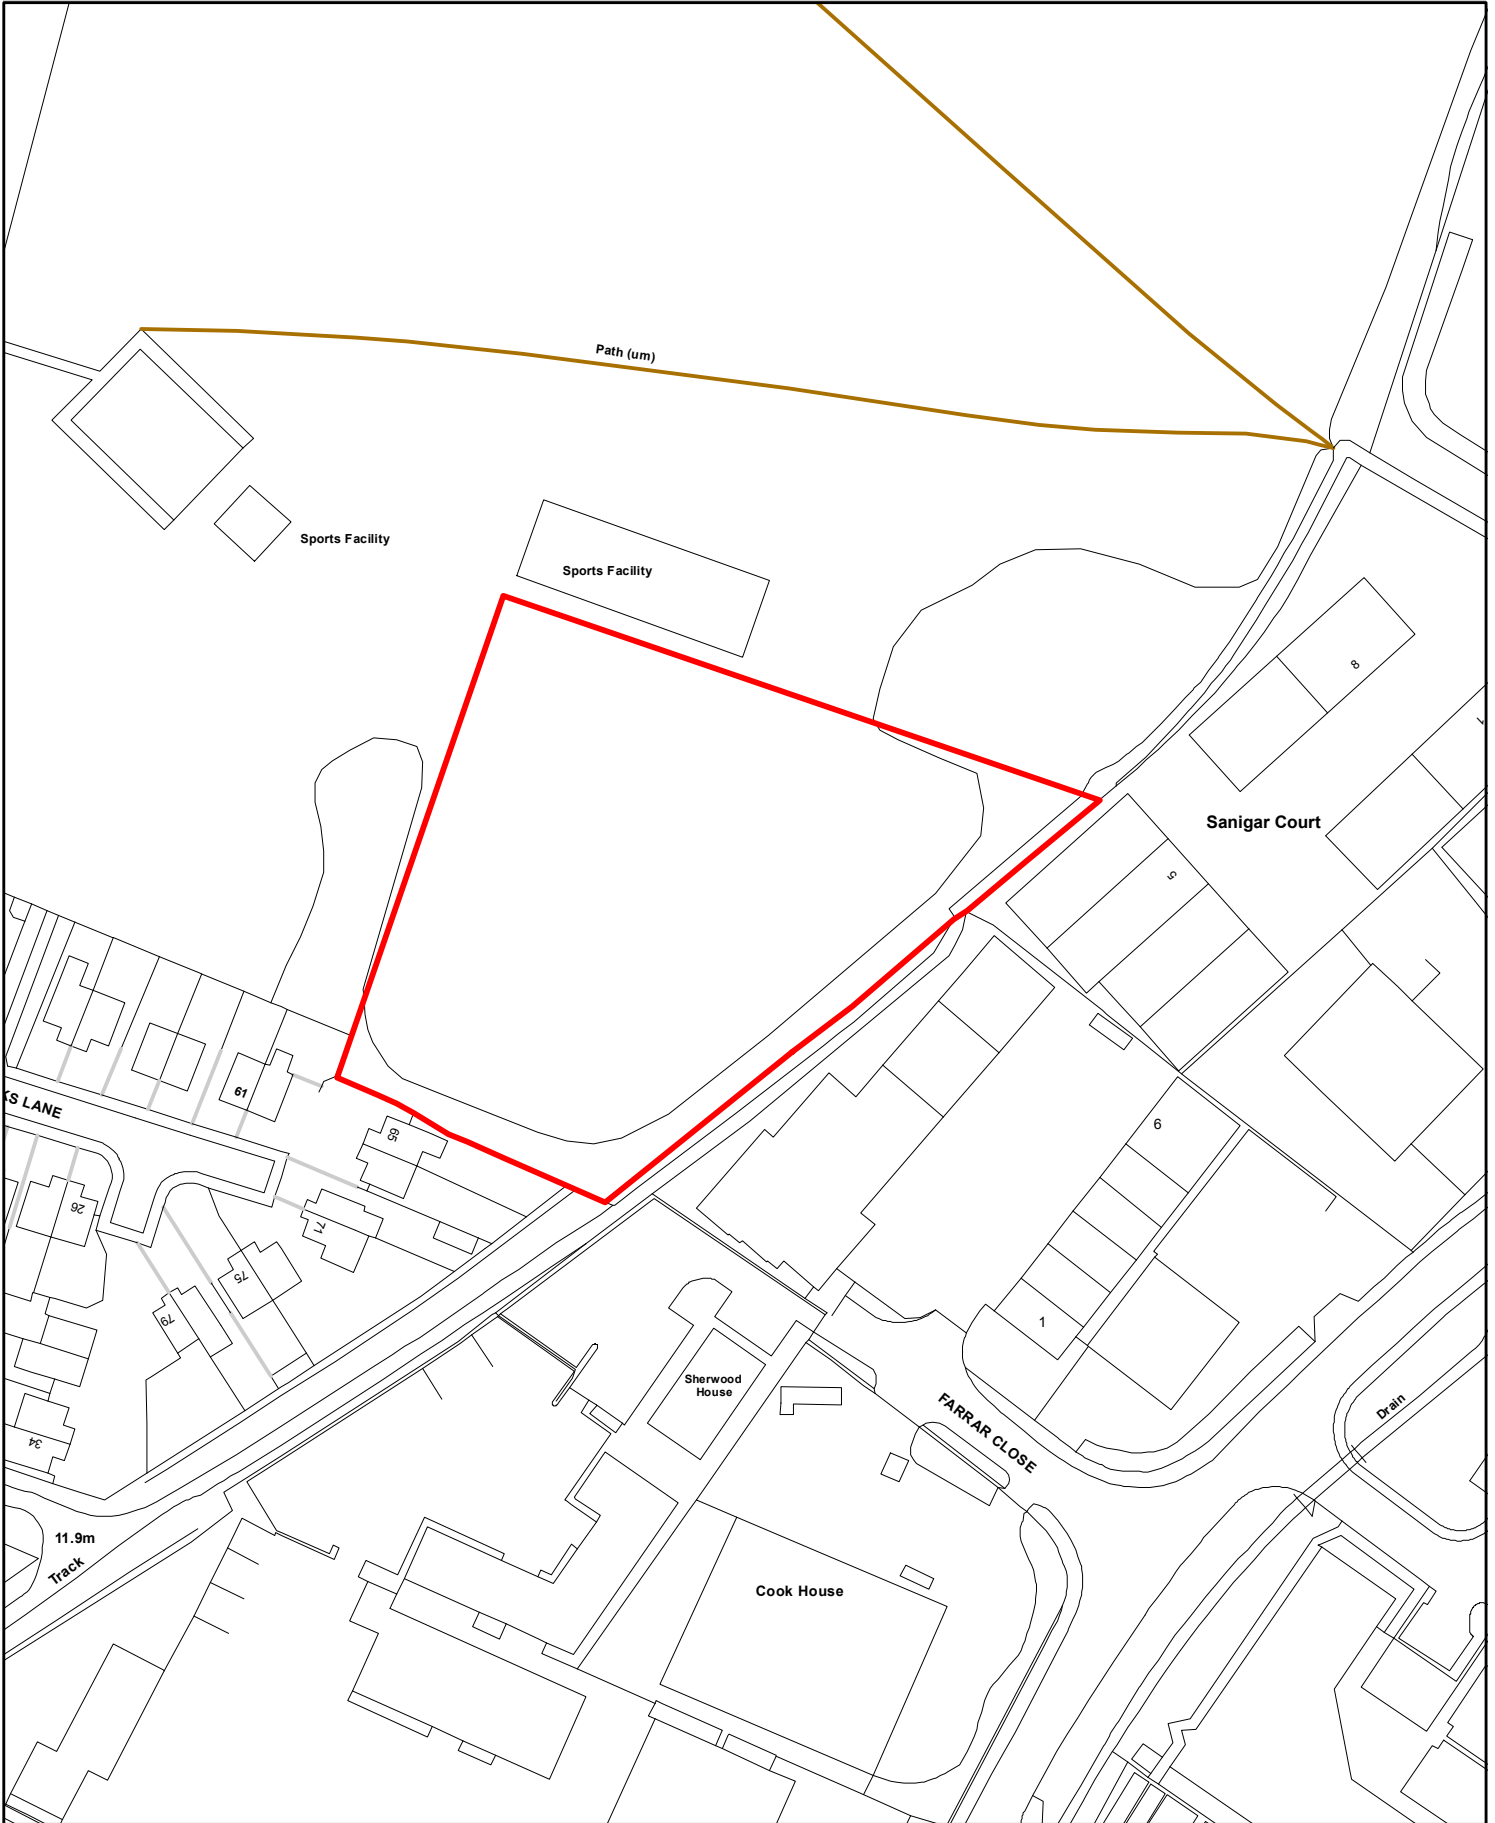 Path (um)
Sports Facility
Sports Facility
8
Sanigar Court
5
61
KS LANE
65
6
26
71
75
79
1
Sherwood
House
FARRAR CLOSE
Drain
34
11.9m
Track
Cook House